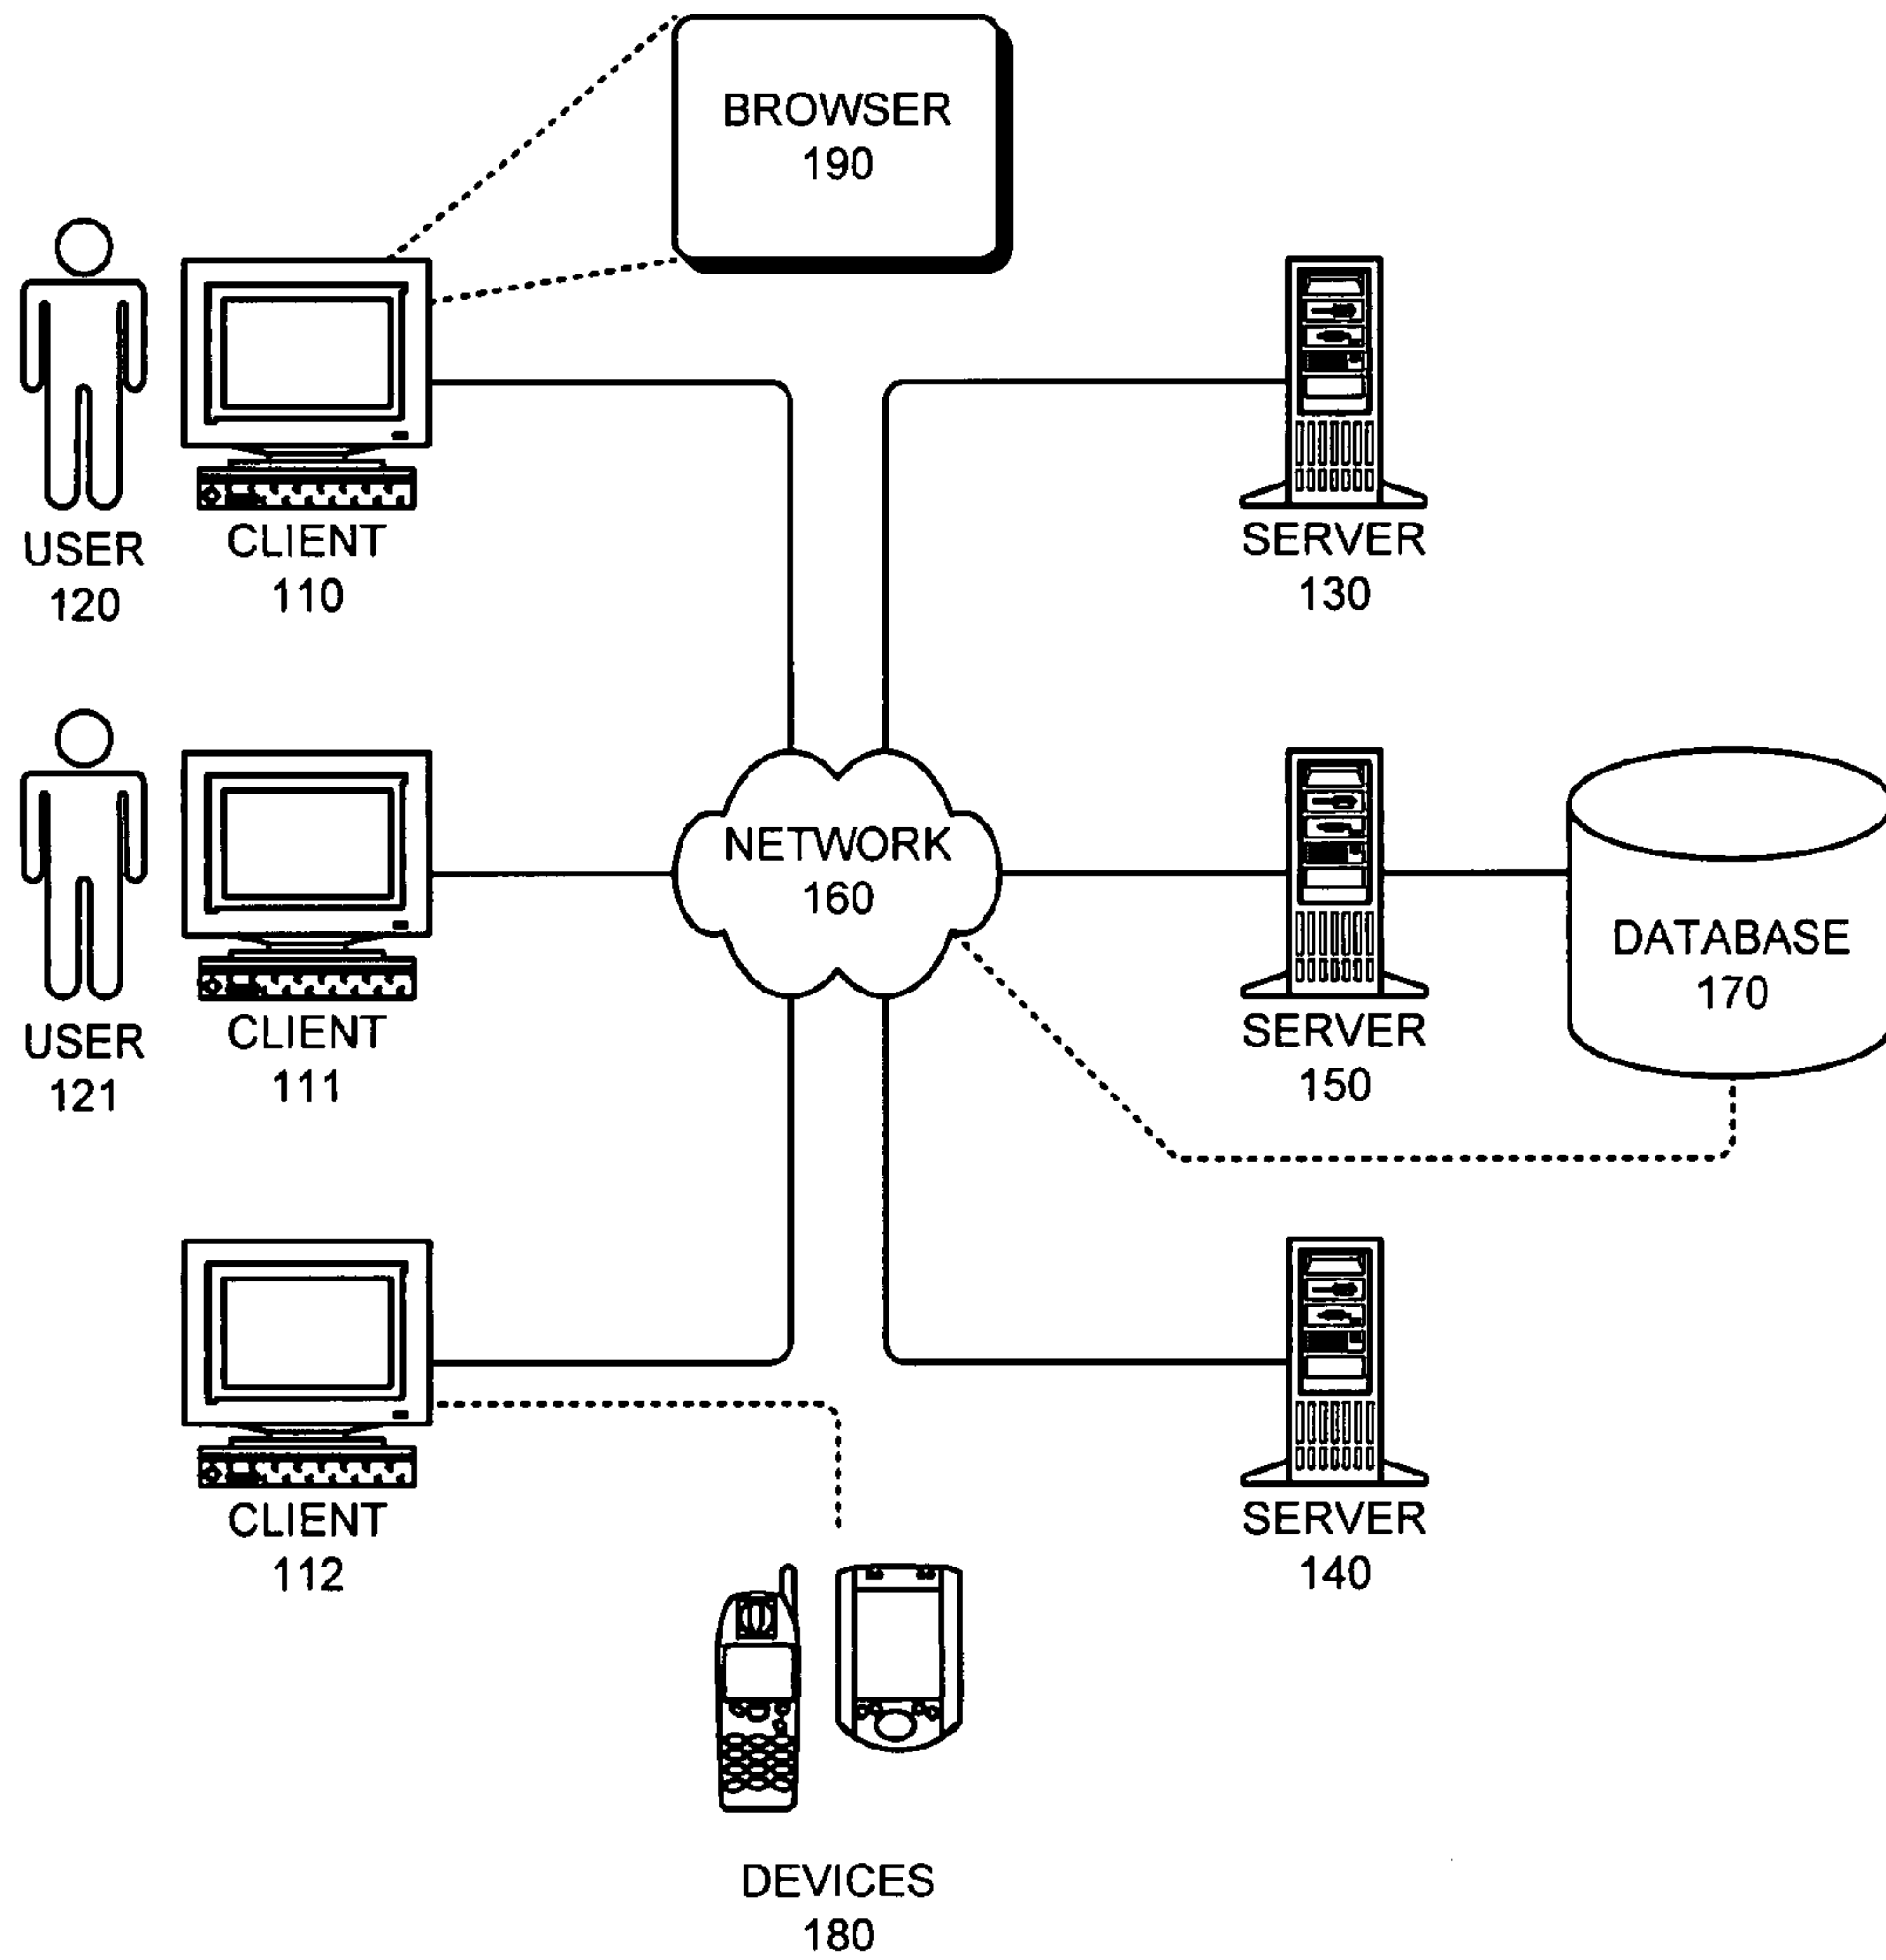 BROWSER
190
USER
120
CLIENT
110
SERVER
130
NETWORK
160
USER
121
CLIENT
111
SERVER
150
DATABASE
170
CLIENT
112
SERVER
140
DEVICES
180